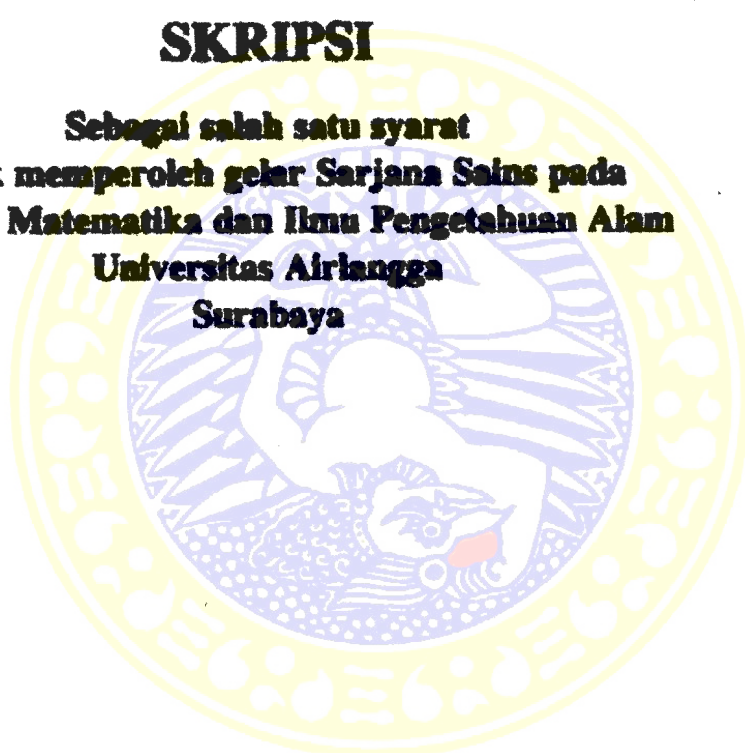 SKRIPSI
Sebagai salah satu syarat
k memperoleh gelar Sarjana Sains pada
Matematika dan Ilmu Pengetahuan Alam
Universitas Airlangga
Surabaya